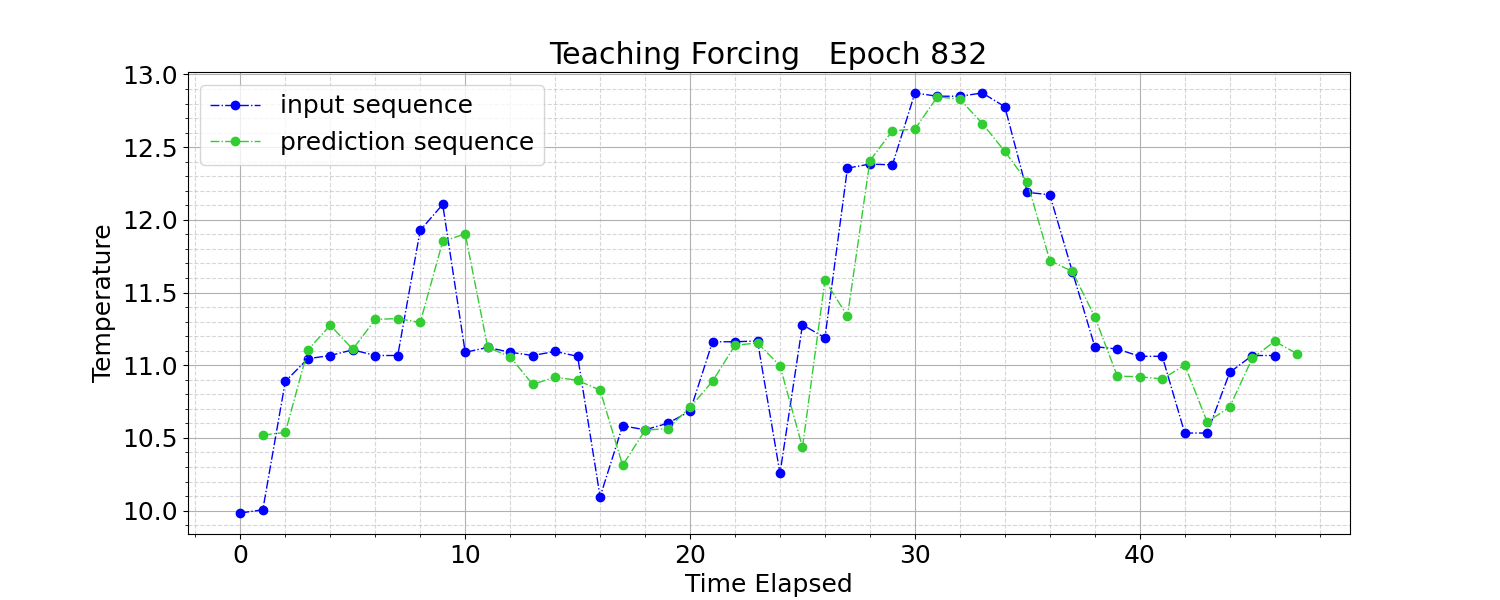 Teaching Forcing   Epoch 832
input sequence
prediction sequence
Temperature
13.0
12.5
12.0
11.5
11.0
10.5
10.0
0 10 20 30 40
Time Elapsed